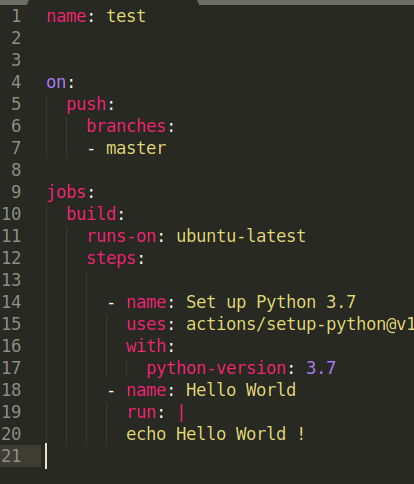 1 name: test
2
3
4 on:
5   push:
6     branches:
7     - master
8
9 jobs:
10   build:
11     runs-on: ubuntu-latest
12     steps:
13
14       - name: Set up Python 3.7
15         uses: actions/setup-python@v1
16         with:
17           python-version: 3.7
18       - name: Hello World
19         run: |
20         echo Hello World !
21